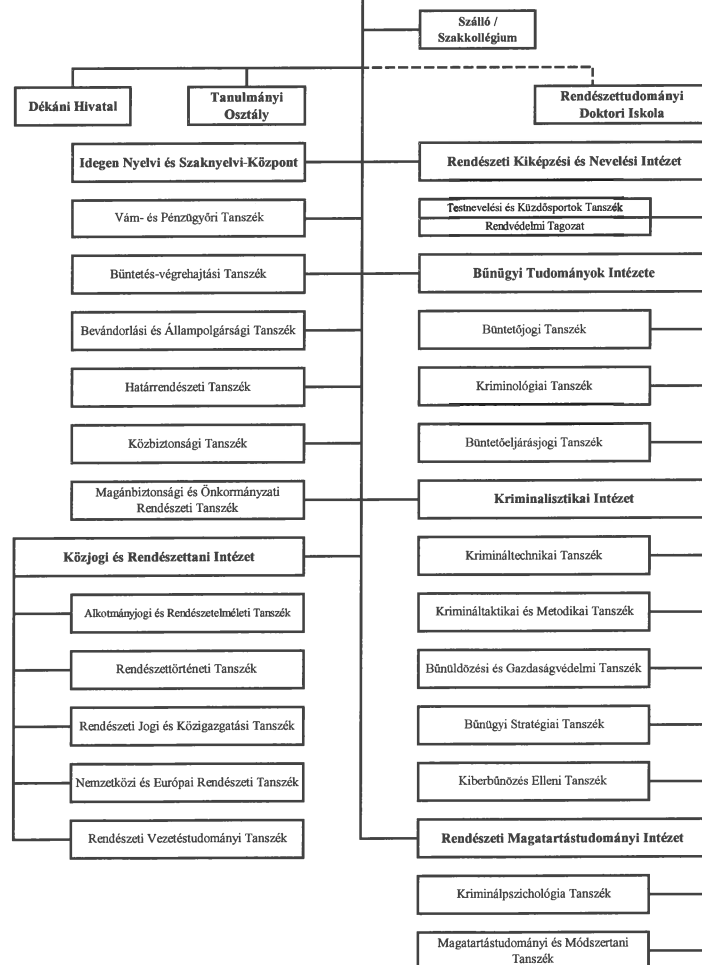 Szálló /
Szakkollégium
Dékáni Hivatal
Tanulmányi
Osztály
Rendészettudományi
Doktori Iskola
Idegen Nyelvi és Szaknyelvi-Központ
Rendészeti Kiképzési és Nevelési Intézet
Vám- és Pénzügyőri Tanszék
Testnevelési és Küzdősportok Tanszék
Rendvédelmi Tagozat
Büntetés-végrehajtási Tanszék
Bűnügyi Tudományok Intézete
Bevándorlási és Állampolgársági Tanszék
Büntetőjogi Tanszék
Határrendészeti Tanszék
Kriminológiai Tanszék
Közbiztonsági Tanszék
Büntetőeljárásjogi Tanszék
Magánbiztonsági és Önkormányzati
Rendészeti Tanszék
Kriminalisztikai Intézet
Közjogi és Rendészettani Intézet
Krimináltechnikai Tanszék
Alkotmányjogi és Rendészetelméleti Tanszék
Krimináltaktikai és Metodikai Tanszék
Rendészettörténeti Tanszék
Bűnüldözési és Gazdaságvédelmi Tanszék
Rendészeti Jogi és Közigazgatási Tanszék
Bűnügyi Stratégiai Tanszék
Nemzetközi és Európai Rendészeti Tanszék
Kiberbűnözés Elleni Tanszék
Rendészeti Vezetéstudományi Tanszék
Rendészeti Magatartástudományi Intézet
Kriminálpszichológia Tanszék
Magatartástudományi és Módszertani
Tanszék